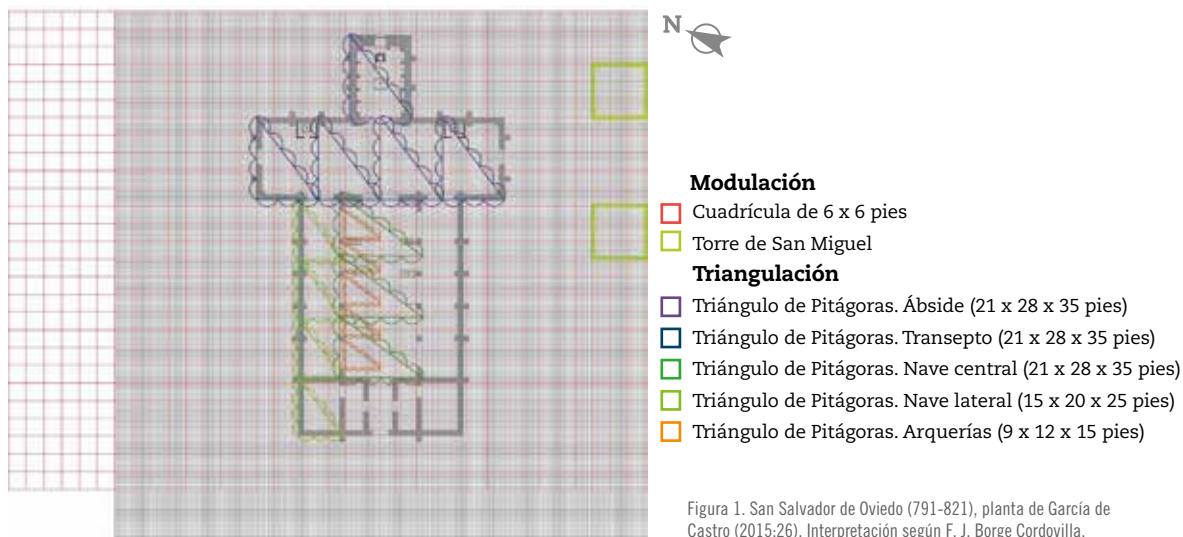 N
Modulación
Cuadrícula de 6 x 6 pies
Torre de San Miguel
Triangulación
Triángulo de Pitágoras. Ábside (21 x 28 x 35 pies)
Triángulo de Pitágoras. Transepto (21 x 28 x 35 pies)
Triángulo de Pitágoras. Nave central (21 x 28 x 35 pies)
Triángulo de Pitágoras. Nave lateral (15 x 20 x 25 pies)
Triángulo de Pitágoras. Arquerías (9 x 12 x 15 pies)
Figura 1. San Salvador de Oviedo (791-821), planta de García de
Castro (2015:26). Interpretación según F. J. Borge Cordovilla.